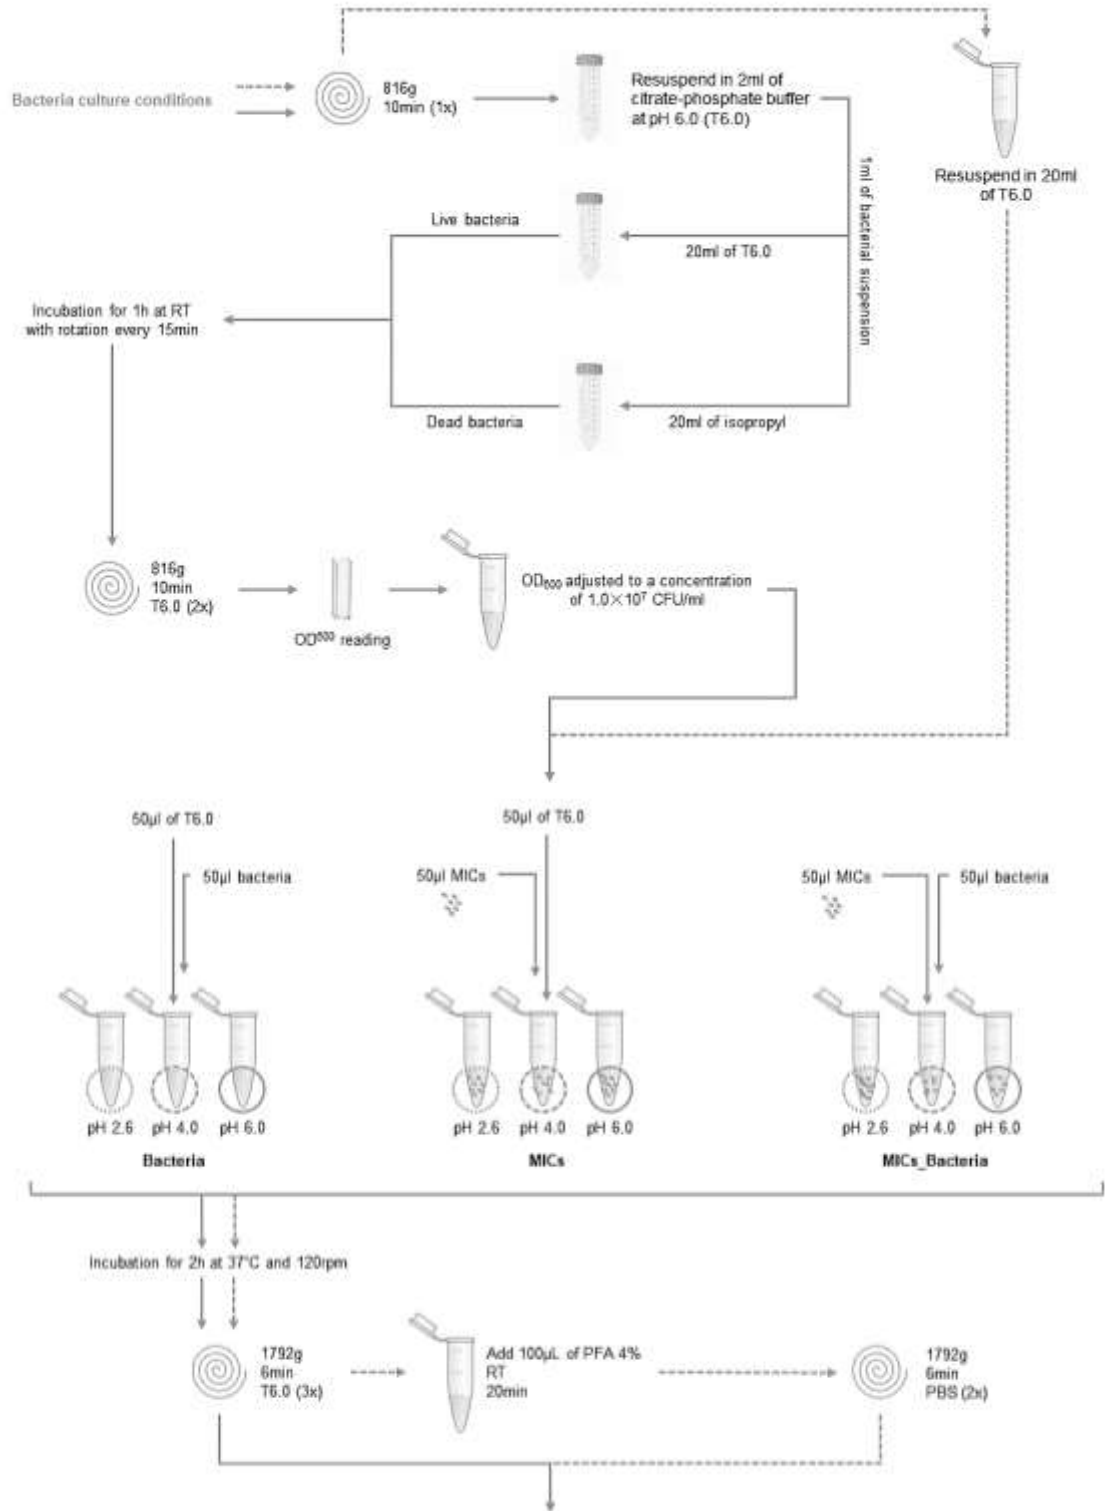 Bacteria culture conditions
816g
10min (1x)
Resuspend in 2ml of
citrate-phosphate buffer
at pH 6.0 (T6.0)
Resuspend in 20ml
of T6.0
1ml of bacterial suspension
Live bacteria
20ml of T6.0
Incubation for 1h at RT
with rotation every 15min
Dead bacteria
20ml of isopropyl
816g
10min
T6.0 (2x)
OD⁶⁰⁰ reading
OD₆₀₀ adjusted to a concentration
of 1.0×10⁷ CFU/ml
50µl of T6.0
50µl bacteria
50µl of T6.0
50µl MICs
50µl MICs
50µl bacteria
pH 2.6 pH 4.0 pH 6.0
Bacteria
pH 2.6 pH 4.0 pH 6.0
MICs
pH 2.6 pH 4.0 pH 6.0
MICs_Bacteria
Incubation for 2h at 37°C and 120rpm
1792g
6min
T6.0 (3x)
Add 100µL of PFA 4%
RT
20min
1792g
6min
PBS (2x)